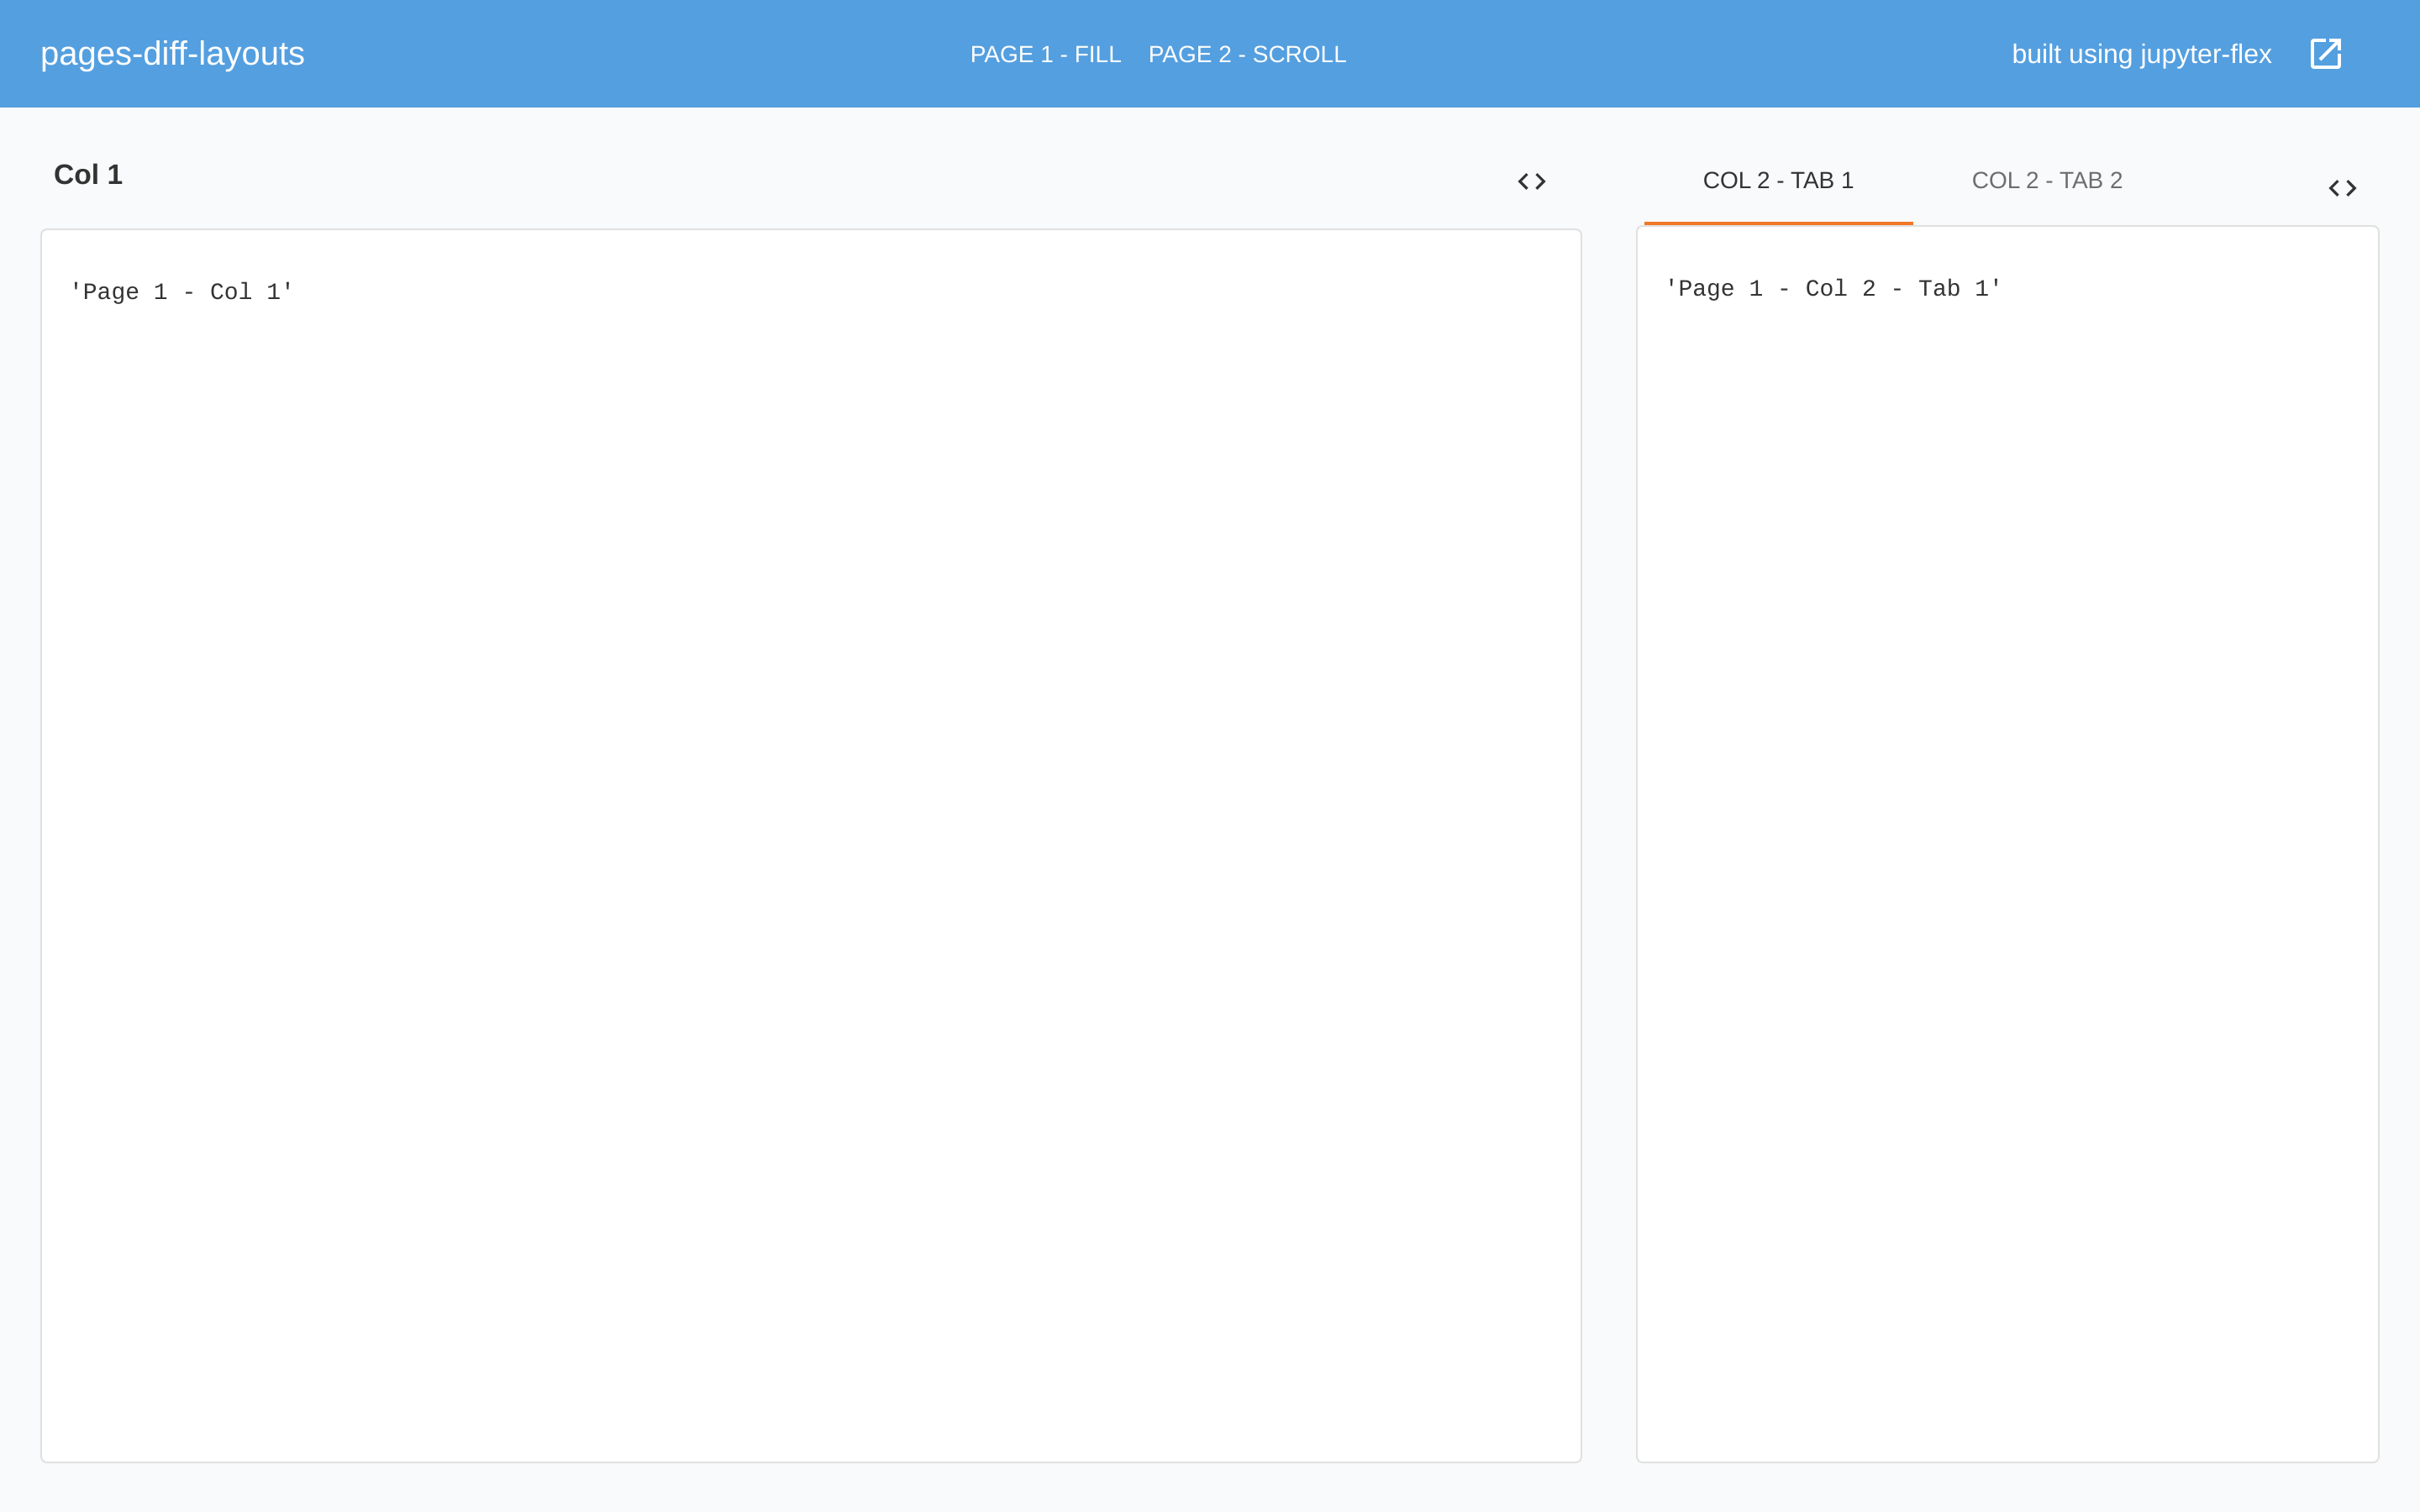 pages-diff-layouts
PAGE 1 - FILL
PAGE 2 - SCROLL
built using jupyter-flex
Col 1
'Page 1 - Col 1'
COL 2 - TAB 1
COL 2 - TAB 2
'Page 1 - Col 2 - Tab 1'